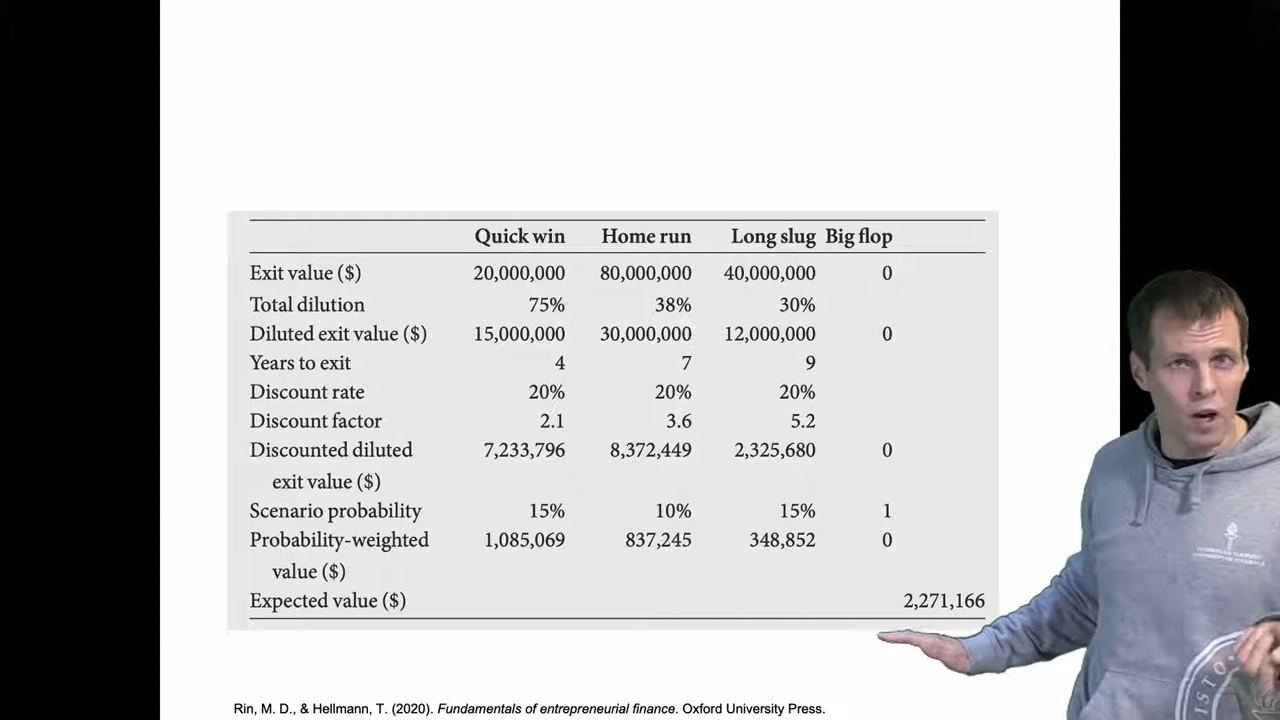 Quick win Home run Long slug Big flop
Exit value ($) 20,000,000 80,000,000 40,000,000 0
Total dilution 75% 38% 30%
Diluted exit value ($) 15,000,000 30,000,000 12,000,000 0
Years to exit 4 7 9
Discount rate 20% 20% 20%
Discount factor 2.1 3.6 5.2
Discounted diluted 7,233,796 8,372,449 2,325,680 0
exit value ($)
Scenario probability 15% 10% 15% 1
Probability-weighted 1,085,069 837,245 348,852 0
value ($)
Expected value ($) 2,271,166
Rin, M. D., & Hellmann, T. (2020). Fundamentals of entrepreneurial finance. Oxford University Press.